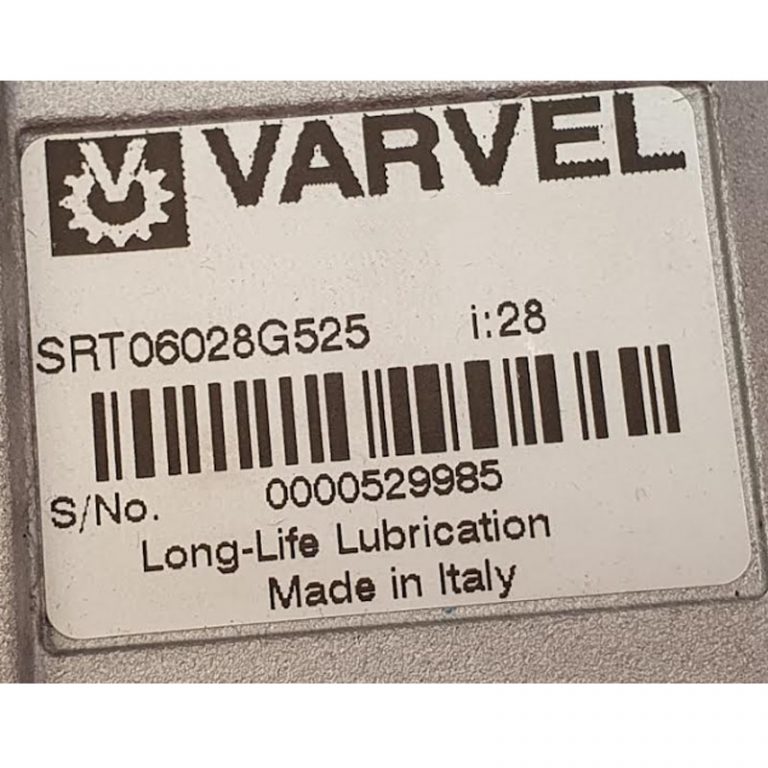 VARVEL
SRT06028G525 i:28
S/No. 0000529985
Long-Life Lubrication
Made in Italy